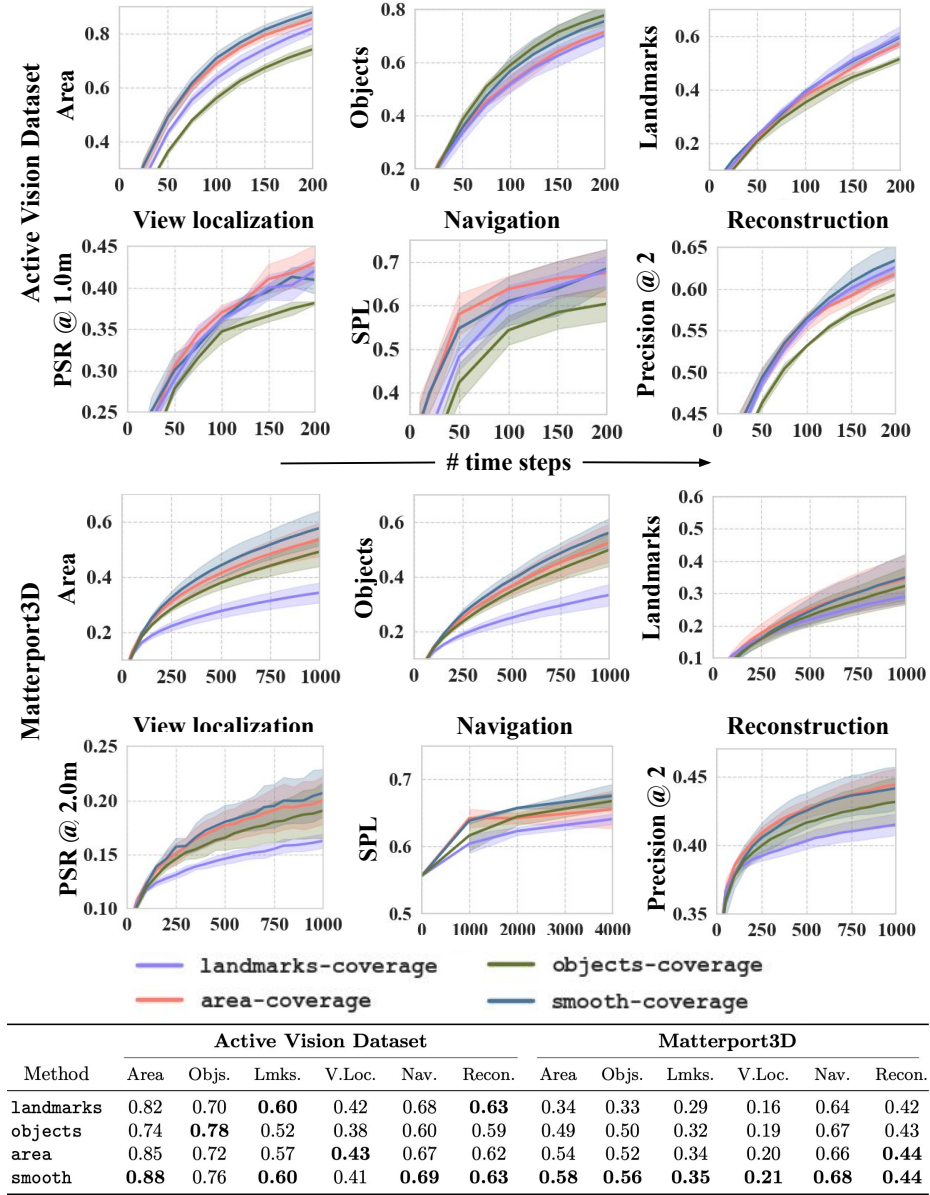 Active Vision Dataset
Area
0.8
0.6
0.4
0 50 100 150 200
Objects
0.8
0.7
0.6
0.5
0.4
0.3
0.2
0 50 100 150 200
Landmarks
0.6
0.4
0.2
0 50 100 150 200
View localization
PSR @ 1.0m
0.45
0.40
0.35
0.30
0.25
0 50 100 150 200
Navigation
SPL
0.7
0.6
0.5
0.4
0 50 100 150 200
Reconstruction
Precision @ 2
0.65
0.60
0.55
0.50
0.45
0 50 100 150 200
# time steps
Matterport3D
Area
0.6
0.4
0.2
0 250 500 750 1000
Objects
0.6
0.4
0.2
0 250 500 750 1000
Landmarks
0.6
0.5
0.4
0.3
0.2
0.1
0 250 500 750 1000
View localization
PSR @ 2.0m
0.25
0.20
0.15
0.10
0 250 500 750 1000
Navigation
SPL
0.7
0.6
0.5
0 1000 2000 3000 4000
Reconstruction
Precision @ 2
0.45
0.40
0.35
0 250 500 750 1000
landmarks-coverage objects-coverage
area-coverage smooth-coverage
Active Vision Dataset Matterport3D
Method Area Objs. Lmks. V.Loc. Nav. Recon. Area Objs. Lmks. V.Loc. Nav. Recon.
landmarks 0.82 0.70 0.60 0.42 0.68 0.63 0.34 0.33 0.29 0.16 0.64 0.42
objects 0.74 0.78 0.52 0.38 0.60 0.59 0.49 0.50 0.32 0.19 0.67 0.43
area 0.85 0.72 0.57 0.43 0.67 0.62 0.54 0.52 0.34 0.20 0.66 0.44
smooth 0.88 0.76 0.60 0.41 0.69 0.63 0.58 0.56 0.35 0.21 0.68 0.44